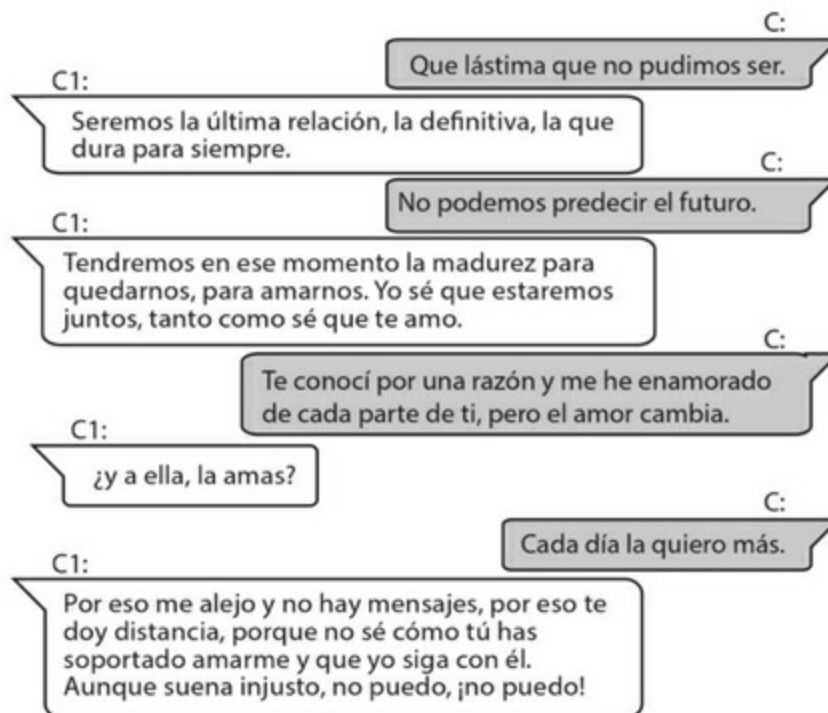 C:
Que lástima que no pudimos ser.
C1:
Seremos la última relación, la definitiva, la que
dura para siempre.
C:
No podemos predecir el futuro.
C1:
Tendremos en ese momento la madurez para
quedarnos, para amarnos. Yo sé que estaremos
juntos, tanto como sé que te amo.
C:
Te conocí por una razón y me he enamorado
de cada parte de ti, pero el amor cambia.
C1:
¿y a ella, la amas?
C:
Cada día la quiero más.
C1:
Por eso me alejo y no hay mensajes, por eso te
doy distancia, porque no sé cómo tú has
soportado amarme y que yo siga con él.
Aunque suena injusto, no puedo, ¡no puedo!